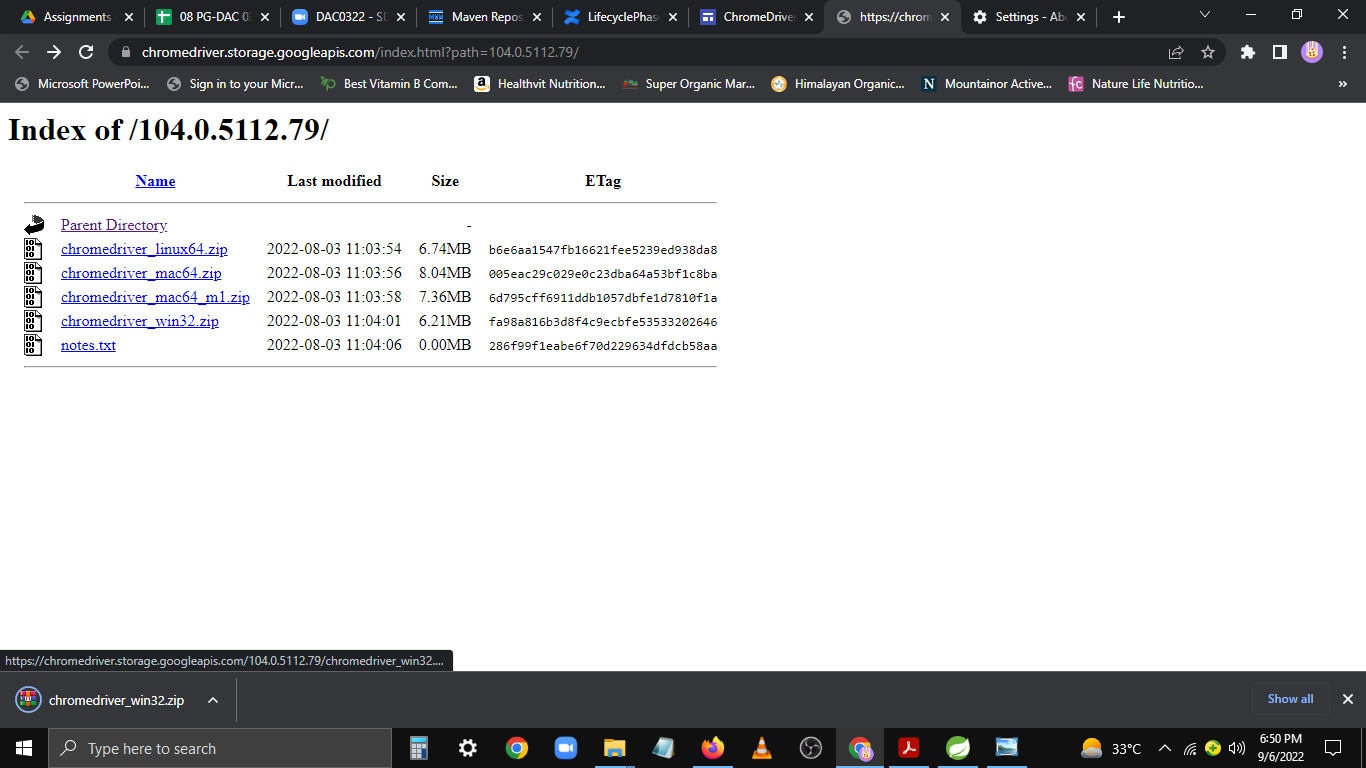 Assignments
08 PG-DAC 03
DAC0322 - SD
Maven Repos
LifecyclePhase
ChromeDriver
https://chrom
Settings - Abo
chromedriver.storage.googleapis.com/index.html?path=104.0.5112.79/
Microsoft PowerPoi...
Sign in to your Micr...
Best Vitamin B Com...
Healthvit Nutrition...
Super Organic Mar...
Himalayan Organic...
N Mountainor Active...
Nature Life Nutritio...
»
Index of /104.0.5112.79/
Name Last modified Size ETag
Parent Directory -
chromedriver_linux64.zip 2022-08-03 11:03:54 6.74MB b6e6aa1547fb16621fee5239ed938da8
chromedriver_mac64.zip 2022-08-03 11:03:56 8.04MB 005eac29c029e0c23dba64a53bf1c8ba
chromedriver_mac64_m1.zip 2022-08-03 11:03:58 7.36MB 6d795cff6911ddb1057dbfe1d7810f1a
chromedriver_win32.zip 2022-08-03 11:04:01 6.21MB fa98a816b3d8f4c9ecbfe53533202646
notes.txt 2022-08-03 11:04:06 0.00MB 286f99f1eabe6f70d229634dfdcb58aa
https://chromedriver.storage.googleapis.com/104.0.5112.79/chromedriver_win32....
chromedriver_win32.zip
Show all
Type here to search
33°C
6:50 PM
9/6/2022